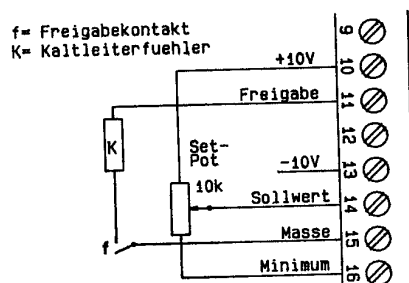 f= Freigabekontakt
K= Kaltleiterfuehler
9
+10V 10
Freigabe 11
12
K
Set-
Pot
-10V 13
10k
Sollwert 14
f
Masse 15
Minimum 16